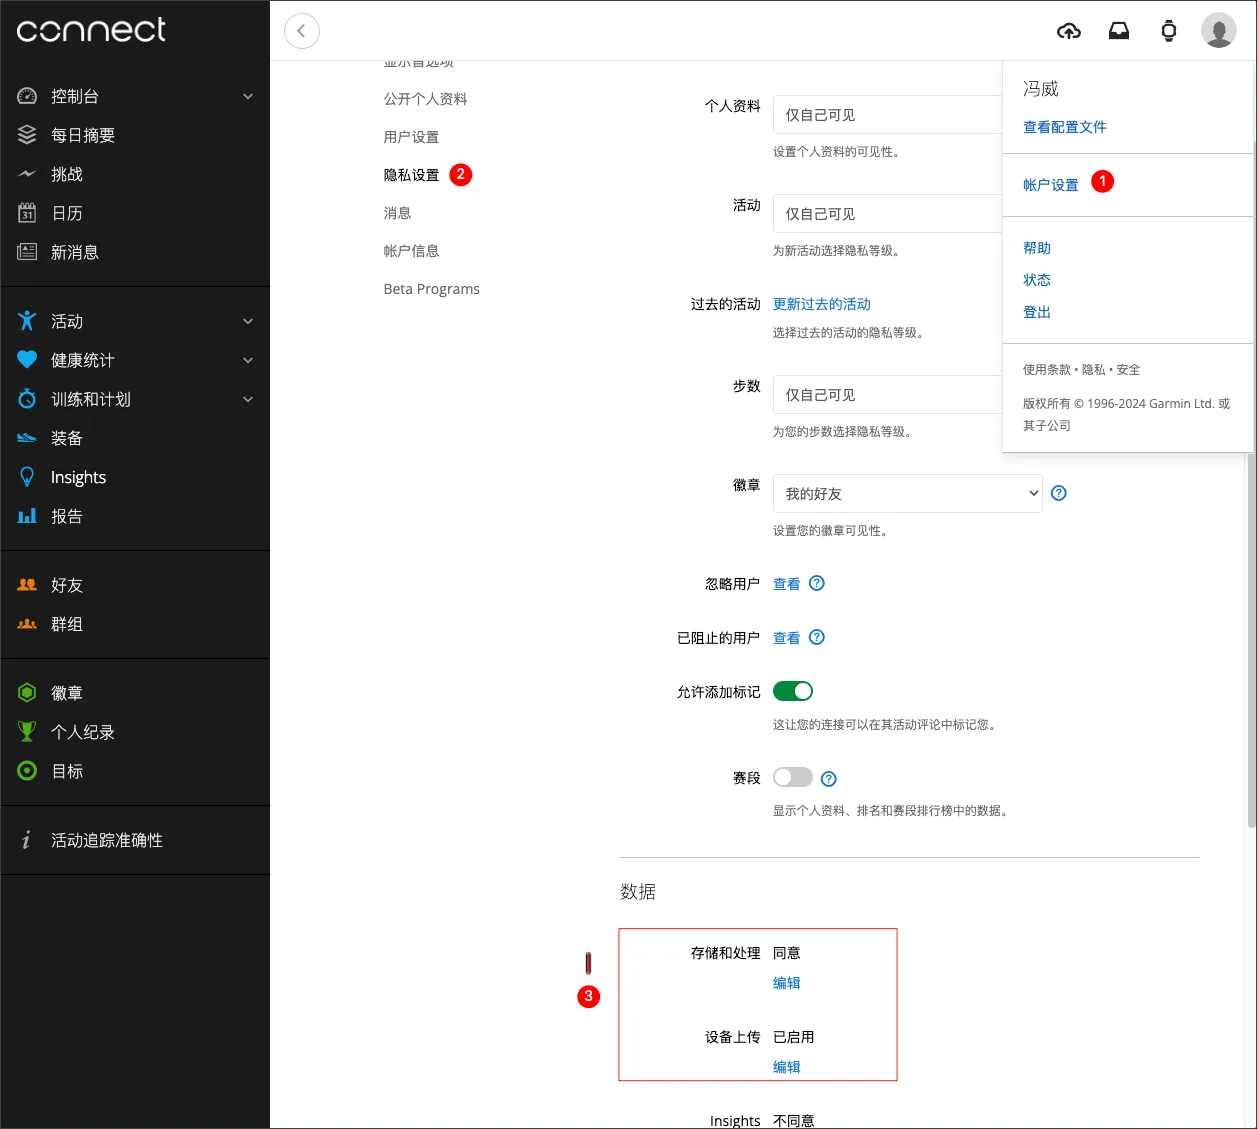 connect
控制台
每日摘要
挑战
31
日历
新消息
活动
健康统计
训练和计划
装备
Insights
报告
好友
群组
徽章
个人纪录
目标
i
活动追踪准确性
显示首选项
公开个人资料
用户设置
隐私设置 2
消息
帐户信息
Beta Programs
个人资料 仅自己可见
设置个人资料的可见性。
活动 仅自己可见
为新活动选择隐私等级。
过去的活动 更新过去的活动
选择过去的活动的隐私等级。
步数 仅自己可见
为您的步数选择隐私等级。
徽章 我的好友 ?
设置您的徽章可见性。
忽略用户 查看 ?
已阻止的用户 查看 ?
允许添加标记
这让您的连接可以在其活动评论中标记您。
赛段 ?
显示个人资料、排名和赛段排行榜中的数据。
数据
存储和处理 同意
编辑
3
设备上传 已启用
编辑
Insights 不同意
冯威
查看配置文件
帐户设置 1
帮助
状态
登出
使用条款 • 隐私 • 安全
版权所有 © 1996-2024 Garmin Ltd. 或
其子公司